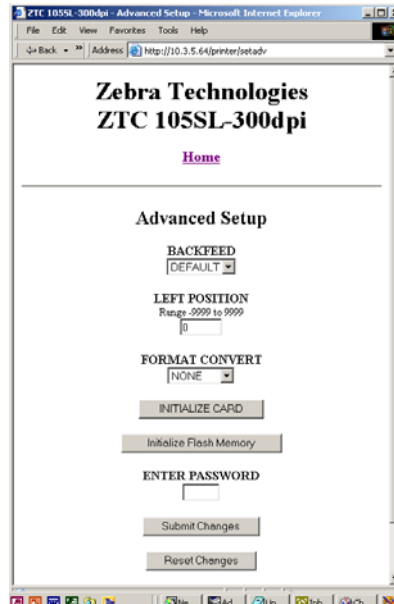 ZTC 105SL-300dpi - Advanced Setup - Microsoft Internet Explorer
File Edit View Favorites Tools Help
Back Address http://10.3.5.64/printer/setadv
Zebra Technologies
ZTC 105SL-300dpi
Home
Advanced Setup
BACKFEED
DEFAULT
LEFT POSITION
Range -9999 to 9999
0
FORMAT CONVERT
NONE
INITIALIZE CARD
Initialize Flash Memory
ENTER PASSWORD
Submit Changes
Reset Changes